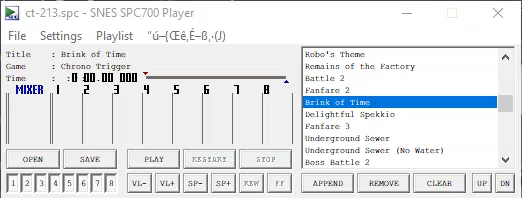 ct-213.spc - SNES SPC700 Player
File Settings Playlist "ú–{Œê‚É–ß‚·(J)
Title : Brink of Time
Game : Chrono Trigger
Time : :0 00.00 000
MIXER 1 2 3 4 5 6 7 8
OPEN SAVE PLAY RESTART STOP
1 2 3 4 5 6 7 8 VL- VL+ SP- SP+ REW FF
Robo's Theme
Remains of the Factory
Battle 2
Fanfare 2
Brink of Time
Delightful Spekkio
Fanfare 3
Underground Sewer
Underground Sewer (No Water)
Boss Battle 2
APPEND REMOVE CLEAR UP DN